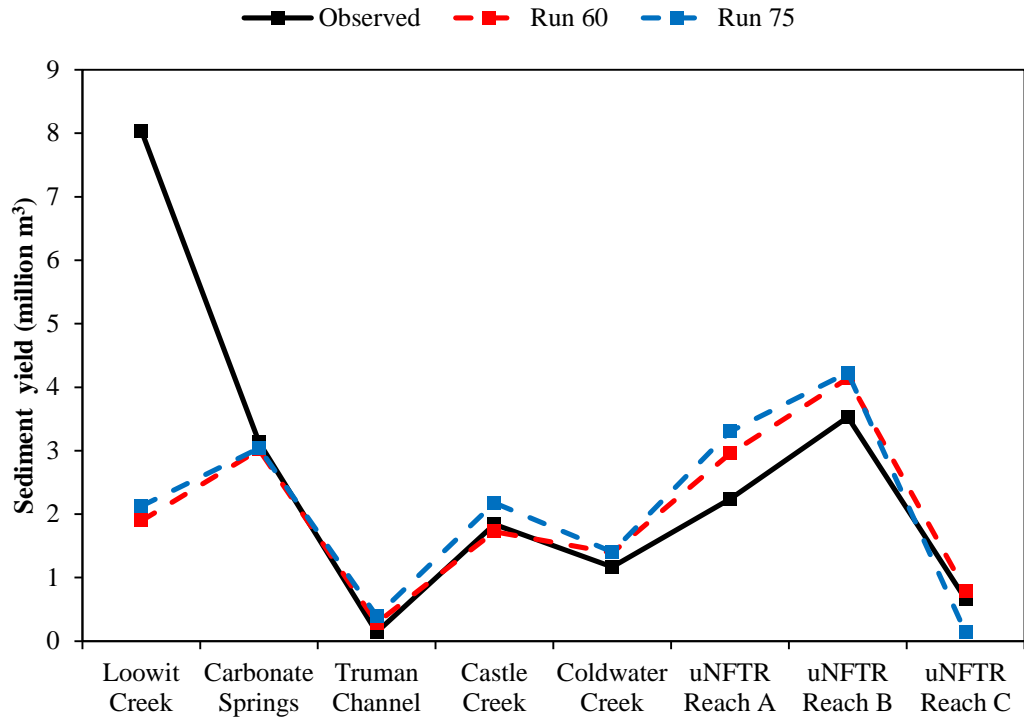 Observed Run 60 Run 75
9
8
7
6
5
4
3
2
1
0
Sediment yield (million m³)
Loowit Carbonate Truman Castle Coldwater uNFTR uNFTR uNFTR
Creek Springs Channel Creek Creek Reach A Reach B Reach C